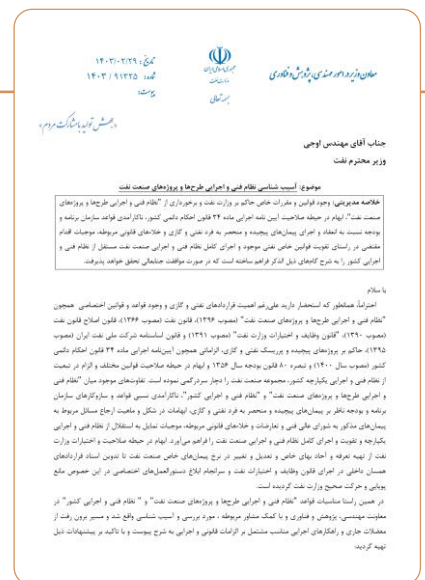 معاون وزیر در امور مهندسی، پژوهش و فناوری
جمهوری اسلامی ایران
وزارت نفت
بسمه تعالی
تاریخ: ۱۴۰۳/۰۲/۲۹
شماره: ۱۴۰۳ / ۹۱۳۲۵
پیوست:
«جهش تولید با مشارکت مردم»
جناب آقای مهندس اوجی
وزیر محترم نفت
موضوع: آسیب شناسی نظام فنی و اجرایی طرح‌ها و پروژه‌های صنعت نفت
خلاصه مدیریتی: وجود قوانین و مقررات خاص حاکم بر وزارت نفت و برخورداری از "نظام فنی و اجرایی طرح‌ها و پروژه‌های
صنعت نفت"، ابهام در حیطه صلاحیت آیین نامه اجرایی ماده ۳۴ قانون احکام دائمی کشور، ناکارآمدی قواعد سازمان برنامه و
بودجه نسبت به انعقاد و اجرای پیمان‌های پیچیده و منحصر به فرد نفتی و گازی و خلاءهای قانونی مربوطه، موجبات اقدام
مقتضی در راستای تقویت قوانین خاص نفتی موجود و اجرای کامل نظام فنی و اجرایی صنعت نفت مستقل از نظام فنی و
اجرایی کشور را به شرح گام‌های ذیل الذکر فراهم ساخته است که در صورت موافقت جنابعالی تحقق خواهد پذیرفت.
با سلام
احتراماً، همانطور که استحضار دارید علی‌رغم اهمیت قراردادهای نفتی و گازی و وجود قواعد و قوانین اختصاصی همچون
"نظام فنی و اجرایی طرح‌ها و پروژه‌های صنعت نفت" (مصوب ۱۳۹۶)، قانون نفت (مصوب ۱۳۶۶)، قانون اصلاح قانون نفت
(مصوب ۱۳۹۰)، "قانون وظایف و اختیارات وزارت نفت" (مصوب ۱۳۹۱) و قانون اساسنامه شرکت ملی نفت ایران (مصوب
۱۳۹۵)، حاکم بر پروژه‌های پیچیده و پرریسک نفتی و گازی، الزاماتی همچون آیین‌نامه اجرایی ماده ۳۴ قانون احکام دائمی
کشور (مصوب سال ۱۴۰۰) و تبصره ۸۰ قانون بودجه سال ۱۳۵۶ و ابهام در حیطه صلاحیت قوانین مختلف و الزام در تبعیت
از نظام فنی و اجرایی یکپارچه کشور، مجموعه صنعت نفت را دچار سردرگمی نموده است. تفاوت‌های موجود میان "نظام فنی
و اجرایی طرح‌ها و پروژه‌های صنعت نفت" و "نظام فنی و اجرایی کشور"، ناکارآمدی نسبی قواعد و سازوکارهای سازمان
برنامه و بودجه ناظر بر پیمان‌های پیچیده و منحصر به فرد نفتی و گازی، ابهامات در شکل و ماهیت ارجاع مسائل مربوط به
پیمان‌های مذکور به شورای عالی فنی و تعارضات و خلاءهای قانونی مربوطه، موجبات تمایل به استقلال از نظام فنی و اجرایی
یکپارچه و تقویت و اجرای کامل نظام فنی و اجرایی صنعت نفت را فراهم می‌آورد. ابهام در حیطه صلاحیت و اختیارات وزارت
نفت از تهیه تعرفه و آحاد بهای خاص و تعدیل و تغییر در نرخ پیمان‌های خاص صنعت نفت تا تدوین اسناد قراردادهای
همسان داخلی در اجرای قانون وظایف و اختیارات نفت و سرانجام ابلاغ دستورالعمل‌های اختصاصی در این خصوص مانع
پویایی و حرکت صحیح وزارت نفت گردیده است.
در همین راستا مناسبات قواعد "نظام فنی و اجرایی طرح‌ها و پروژه‌های صنعت نفت" و " نظام فنی و اجرایی کشور" در
معاونت مهندسی، پژوهش و فناوری و با کمک مشاور مربوطه ، مورد بررسی و آسیب شناسی واقع شد و مسیر برون رفت از
معضلات جاری و راهکارهای اجرایی مناسب مشتمل بر الزامات قانونی و اجرایی به شرح پیوست و با تاکید بر پیشنهادات ذیل
تهیه گردید: